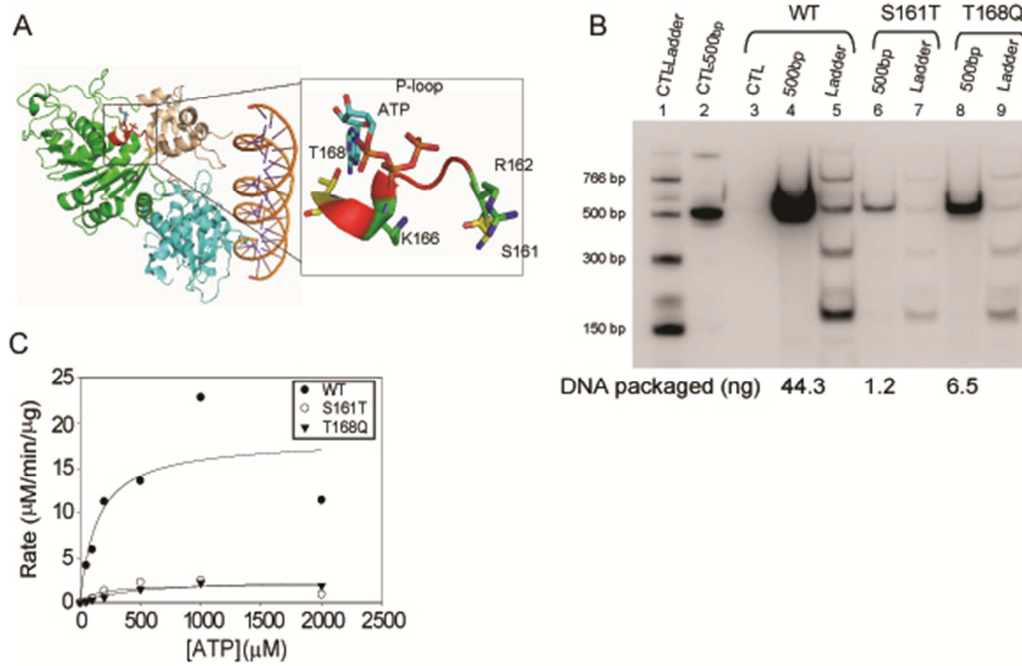 A
P-loop
ATP
T168
R162
K166
S161
B
WT
S161T
T168Q
CTL-Ladder
CTL-500bp
CTL
500bp
Ladder
500bp
Ladder
500bp
Ladder
1 2 3 4 5 6 7 8 9
766 bp
500 bp
300 bp
150 bp
DNA packaged (ng) 44.3 1.2 6.5
C
25
20
15
10
5
0
WT
S161T
T168Q
Rate (μM/min/μg)
0 500 1000 1500 2000 2500
[ATP](μM)